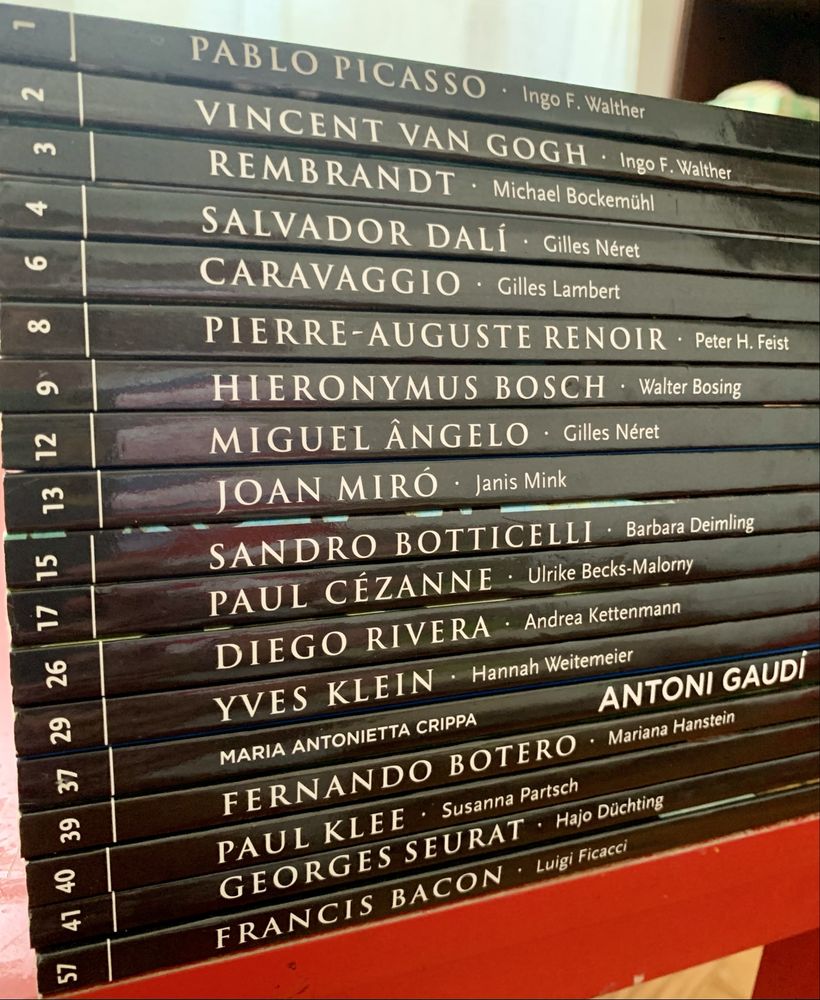 1 PABLO PICASSO · Ingo F. Walther
2 VINCENT VAN GOGH · Ingo F. Walther
3 REMBRANDT · Michael Bockemühl
4 SALVADOR DALÍ · Gilles Néret
6 CARAVAGGIO · Gilles Lambert
8 PIERRE-AUGUSTE RENOIR · Peter H. Feist
9 HIERONYMUS BOSCH · Walter Bosing
12 MIGUEL ÂNGELO · Gilles Néret
13 JOAN MIRÓ · Janis Mink
15 SANDRO BOTTICELLI · Barbara Deimling
17 PAUL CÉZANNE · Ulrike Becks-Malorny
26 DIEGO RIVERA · Andrea Kettenmann
29 YVES KLEIN · Hannah Weitemeier
37 MARIA ANTONIETTA CRIPPA ANTONI GAUDÍ
39 FERNANDO BOTERO · Mariana Hanstein
40 PAUL KLEE · Susanna Partsch
41 GEORGES SEURAT · Hajo Düchting
57 FRANCIS BACON · Luigi Ficacci